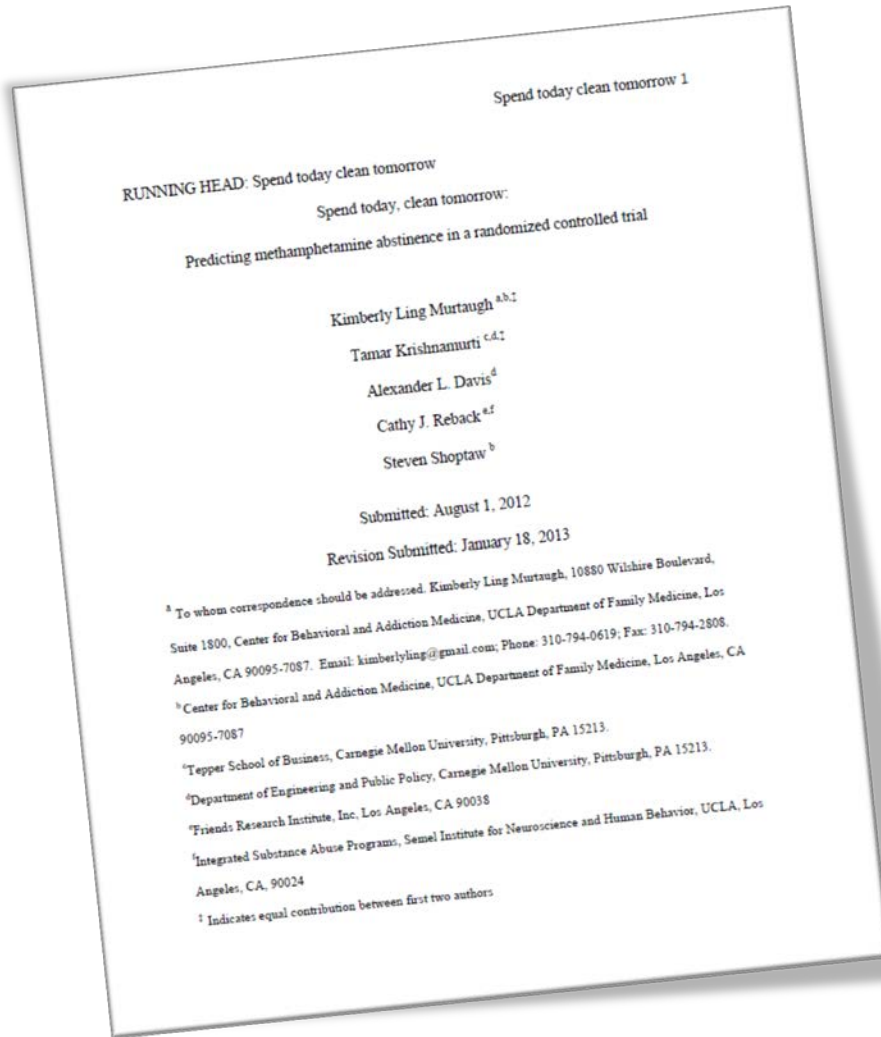 Spend today clean tomorrow 1
RUNNING HEAD: Spend today clean tomorrow
Spend today, clean tomorrow:
Predicting methamphetamine abstinence in a randomized controlled trial
Kimberly Ling Murtaugh a,b,‡
Tamar Krishnamurti c,d,‡
Alexander L. Davis d
Cathy J. Reback e,f
Steven Shoptaw b
Submitted: August 1, 2012
Revision Submitted: January 18, 2013
a To whom correspondence should be addressed. Kimberly Ling Murtaugh, 10880 Wilshire Boulevard,
Suite 1800, Center for Behavioral and Addiction Medicine, UCLA Department of Family Medicine, Los
Angeles, CA 90095-7087. Email: kimberlyling@gmail.com; Phone: 310-794-0619; Fax: 310-794-2808.
b Center for Behavioral and Addiction Medicine, UCLA Department of Family Medicine, Los Angeles, CA
90095-7087
c Tepper School of Business, Carnegie Mellon University, Pittsburgh, PA 15213.
d Department of Engineering and Public Policy, Carnegie Mellon University, Pittsburgh, PA 15213.
e Friends Research Institute, Inc, Los Angeles, CA 90038
f Integrated Substance Abuse Programs, Semel Institute for Neuroscience and Human Behavior, UCLA, Los
Angeles, CA, 90024
‡ Indicates equal contribution between first two authors